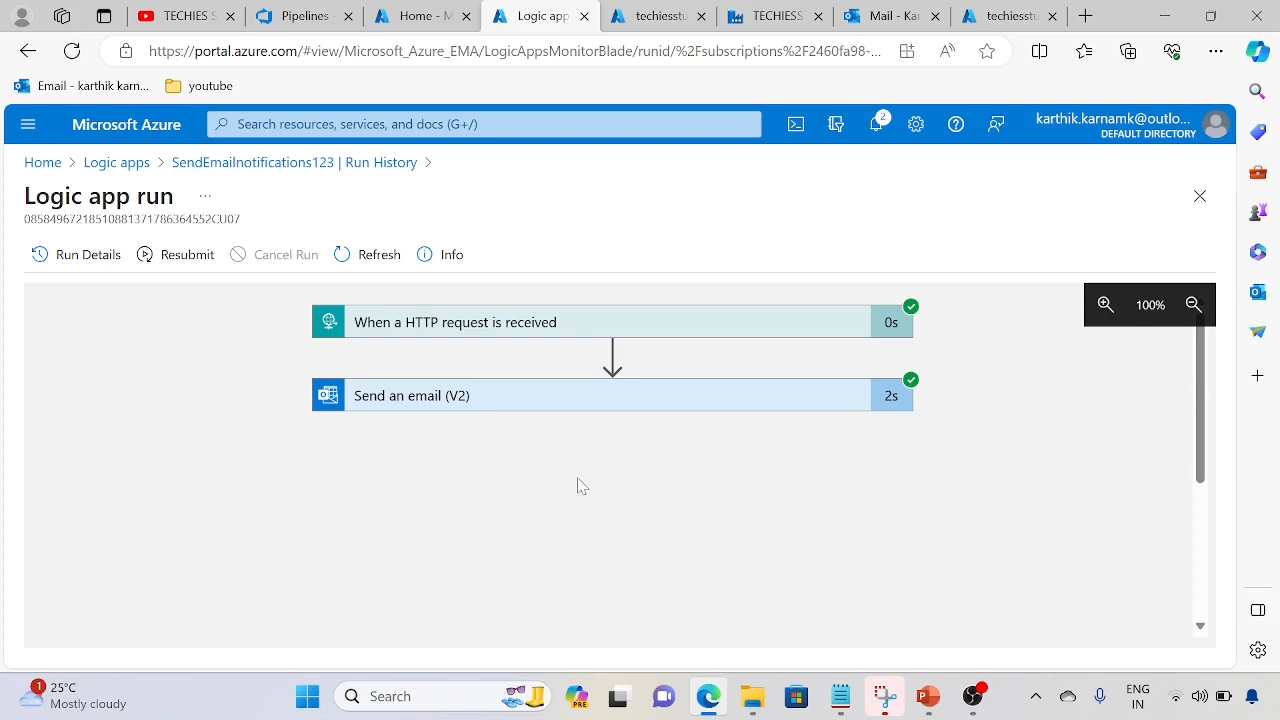 TECHIES S
Pipelines -
Home - M
Logic app
techiesstu
TECHIESS
Mail - Kar
techiesstu
https://portal.azure.com/#view/Microsoft_Azure_EMA/LogicAppsMonitorBlade/runid/%2Fsubscriptions%2F2460fa98-...
Email - karthik karn...
youtube
Microsoft Azure
Search resources, services, and docs (G+/)
2
karthik.karnamk@outlo...
DEFAULT DIRECTORY
Home > Logic apps > SendEmailnotifications123 | Run History >
Logic app run ...
08584967218510881371786364552CU07
Run Details
Resubmit
Cancel Run
Refresh
Info
100%
When a HTTP request is received
0s
Send an email (V2)
2s
1
25°C
Mostly cloudy
Search
PRE
ENG
IN